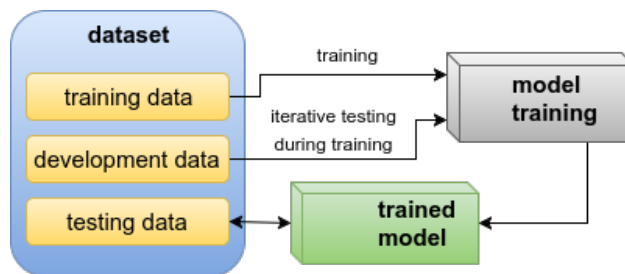 dataset
training data
development data
testing data
training
iterative testing
during training
model
training
trained
model